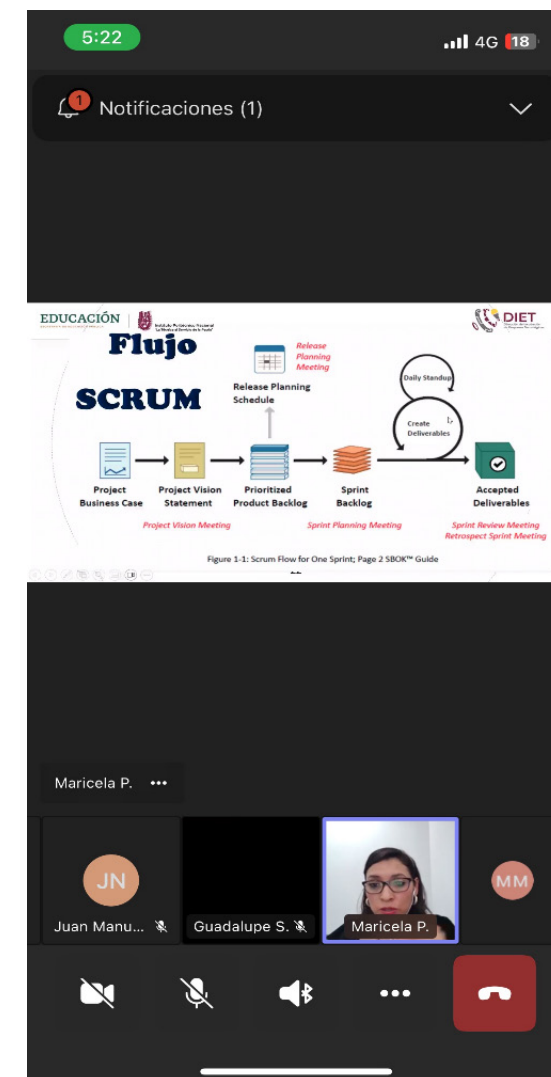 5:22
4G 18
1
Notificaciones (1)
EDUCACIÓN
Instituto Politécnico Nacional
DIET
Flujo
SCRUM
Release
Planning
Meeting
Release Planning
Schedule
Daily Standup
Create
Deliverables
Project
Business Case
Project Vision
Statement
Prioritized
Product Backlog
Sprint
Backlog
Accepted
Deliverables
Project Vision Meeting
Sprint Planning Meeting
Sprint Review Meeting
Retrospect Sprint Meeting
Figure 1-1: Scrum Flow for One Sprint; Page 2 SBOK™ Guide
Maricela P.
JN
MM
Juan Manu...
Guadalupe S.
Maricela P.